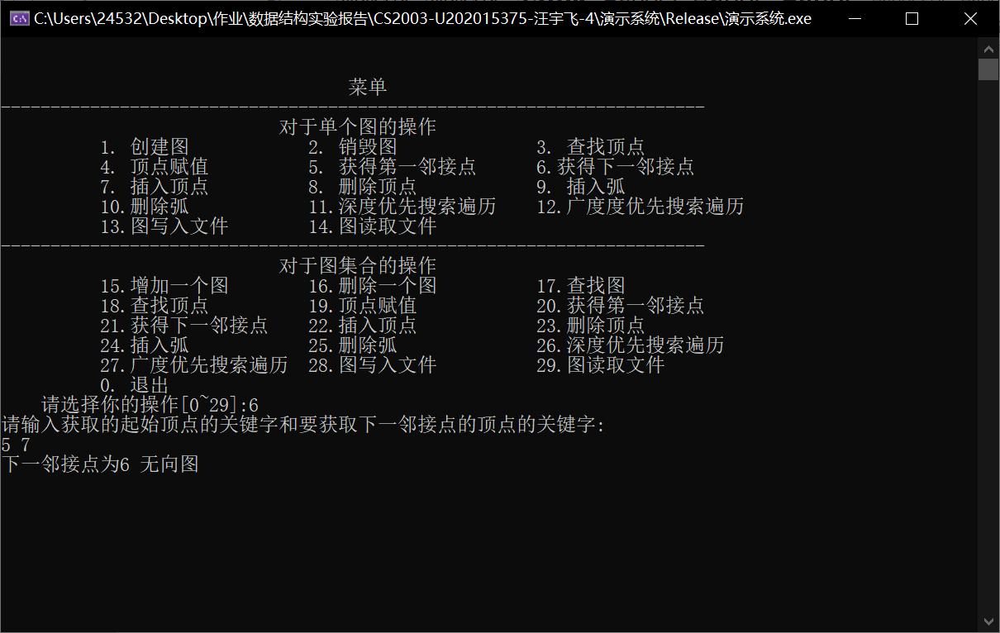 C:\Users\24532\Desktop\作业\数据结构实验报告\CS2003-U202015375-汪宇飞-4\演示系统\Release\演示系统.exe
菜单
-----------------------------------------------------------------------
对于单个图的操作
1. 创建图 2. 销毁图 3. 查找顶点
4. 顶点赋值 5. 获得第一邻接点 6.获得下一邻接点
7. 插入顶点 8. 删除顶点 9. 插入弧
10.删除弧 11.深度优先搜索遍历 12.广度度优先搜索遍历
13.图写入文件 14.图读取文件
-----------------------------------------------------------------------
对于图集合的操作
15.增加一个图 16.删除一个图 17.查找图
18.查找顶点 19.顶点赋值 20.获得第一邻接点
21.获得下一邻接点 22.插入顶点 23.删除顶点
24.插入弧 25.删除弧 26.深度优先搜索遍历
27.广度优先搜索遍历 28.图写入文件 29.图读取文件
0. 退出
请选择你的操作[0~29]:6
请输入获取的起始顶点的关键字和要获取下一邻接点的顶点的关键字:
5 7
下一邻接点为6 无向图